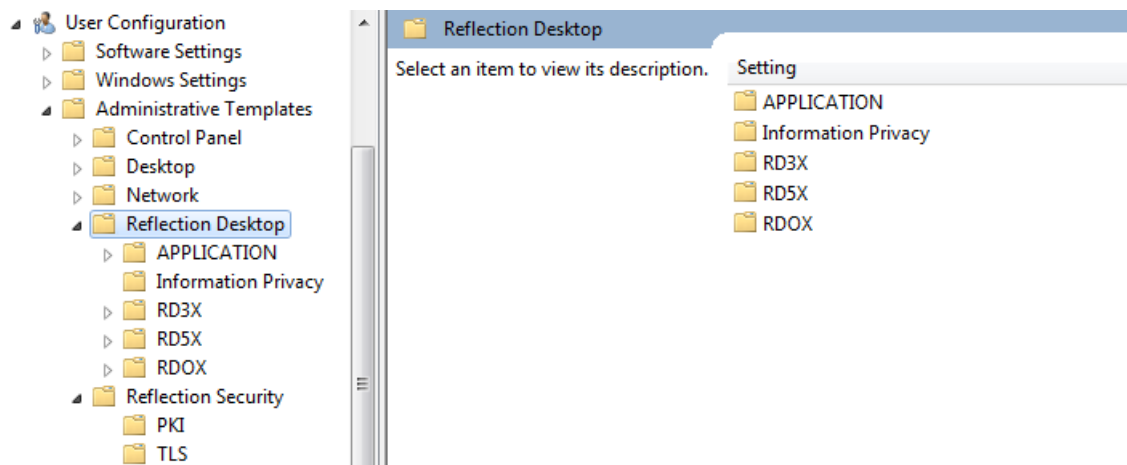 User Configuration
Software Settings
Windows Settings
Administrative Templates
Control Panel
Desktop
Network
Reflection Desktop
APPLICATION
Information Privacy
RD3X
RD5X
RDOX
Reflection Security
PKI
TLS
Reflection Desktop
Select an item to view its description.
Setting
APPLICATION
Information Privacy
RD3X
RD5X
RDOX